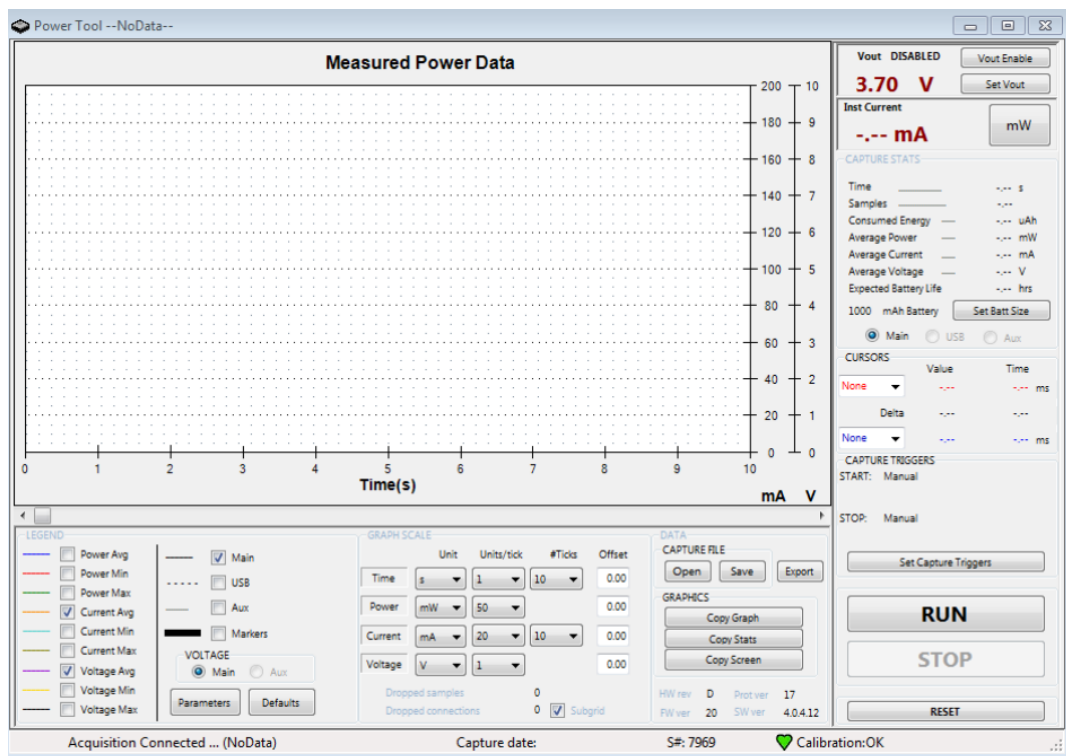 Power Tool --NoData--
Measured Power Data
200 10
180 9
160 8
140 7
120 6
100 5
80 4
60 3
40 2
20 1
0 0
0 1 2 3 4 5 6 7 8 9 10
Time(s)
mA V
Vout DISABLED
Vout Enable
3.70 V
Set Vout
Inst Current
-.-- mA
mW
CAPTURE STATS
Time -.-- s
Samples -.--
Consumed Energy -.-- uAh
Average Power -.-- mW
Average Current -.-- mA
Average Voltage -.-- V
Expected Battery Life -.-- hrs
1000 mAh Battery Set Batt Size
Main USB Aux
CURSORS
Value Time
None -.-- -.-- ms
Delta -.-- -.--
None -.-- -.-- ms
CAPTURE TRIGGERS
START: Manual
STOP: Manual
Set Capture Triggers
RUN
STOP
RESET
LEGEND
Power Avg
Power Min
Power Max
Current Avg
Current Min
Current Max
Voltage Avg
Voltage Min
Voltage Max
Main
USB
Aux
Markers
VOLTAGE
Main Aux
Parameters Defaults
GRAPH SCALE
Unit Units/tick #Ticks Offset
Time s 1 10 0.00
Power mW 50 0.00
Current mA 20 10 0.00
Voltage V 1 0.00
Dropped samples 0
Dropped connections 0 Subgrid
DATA
CAPTURE FILE
Open Save Export
GRAPHICS
Copy Graph
Copy Stats
Copy Screen
HW rev D Prot ver 17
FW ver 20 SW ver 4.0.4.12
Acquisition Connected ... (NoData) Capture date: S#: 7969 Calibration:OK